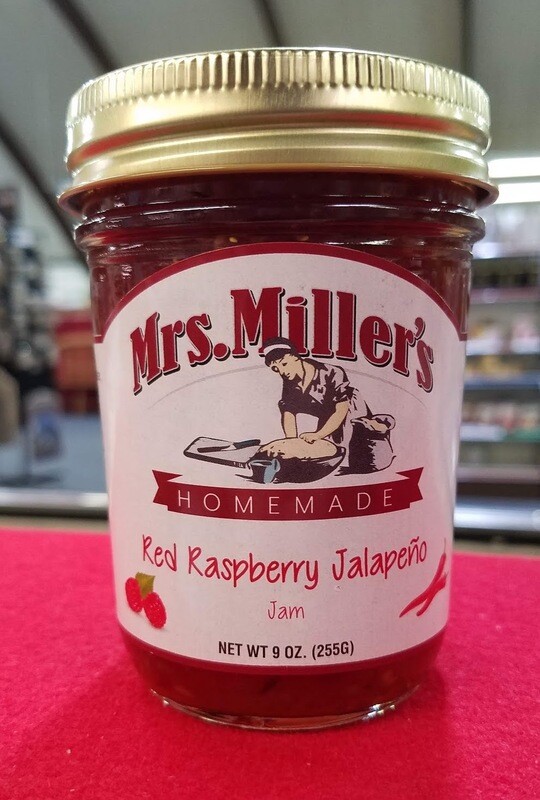 Mrs. Miller's
HOMEMADE
Red Raspberry Jalapeño
Jam
NET WT 9 OZ. (255G)